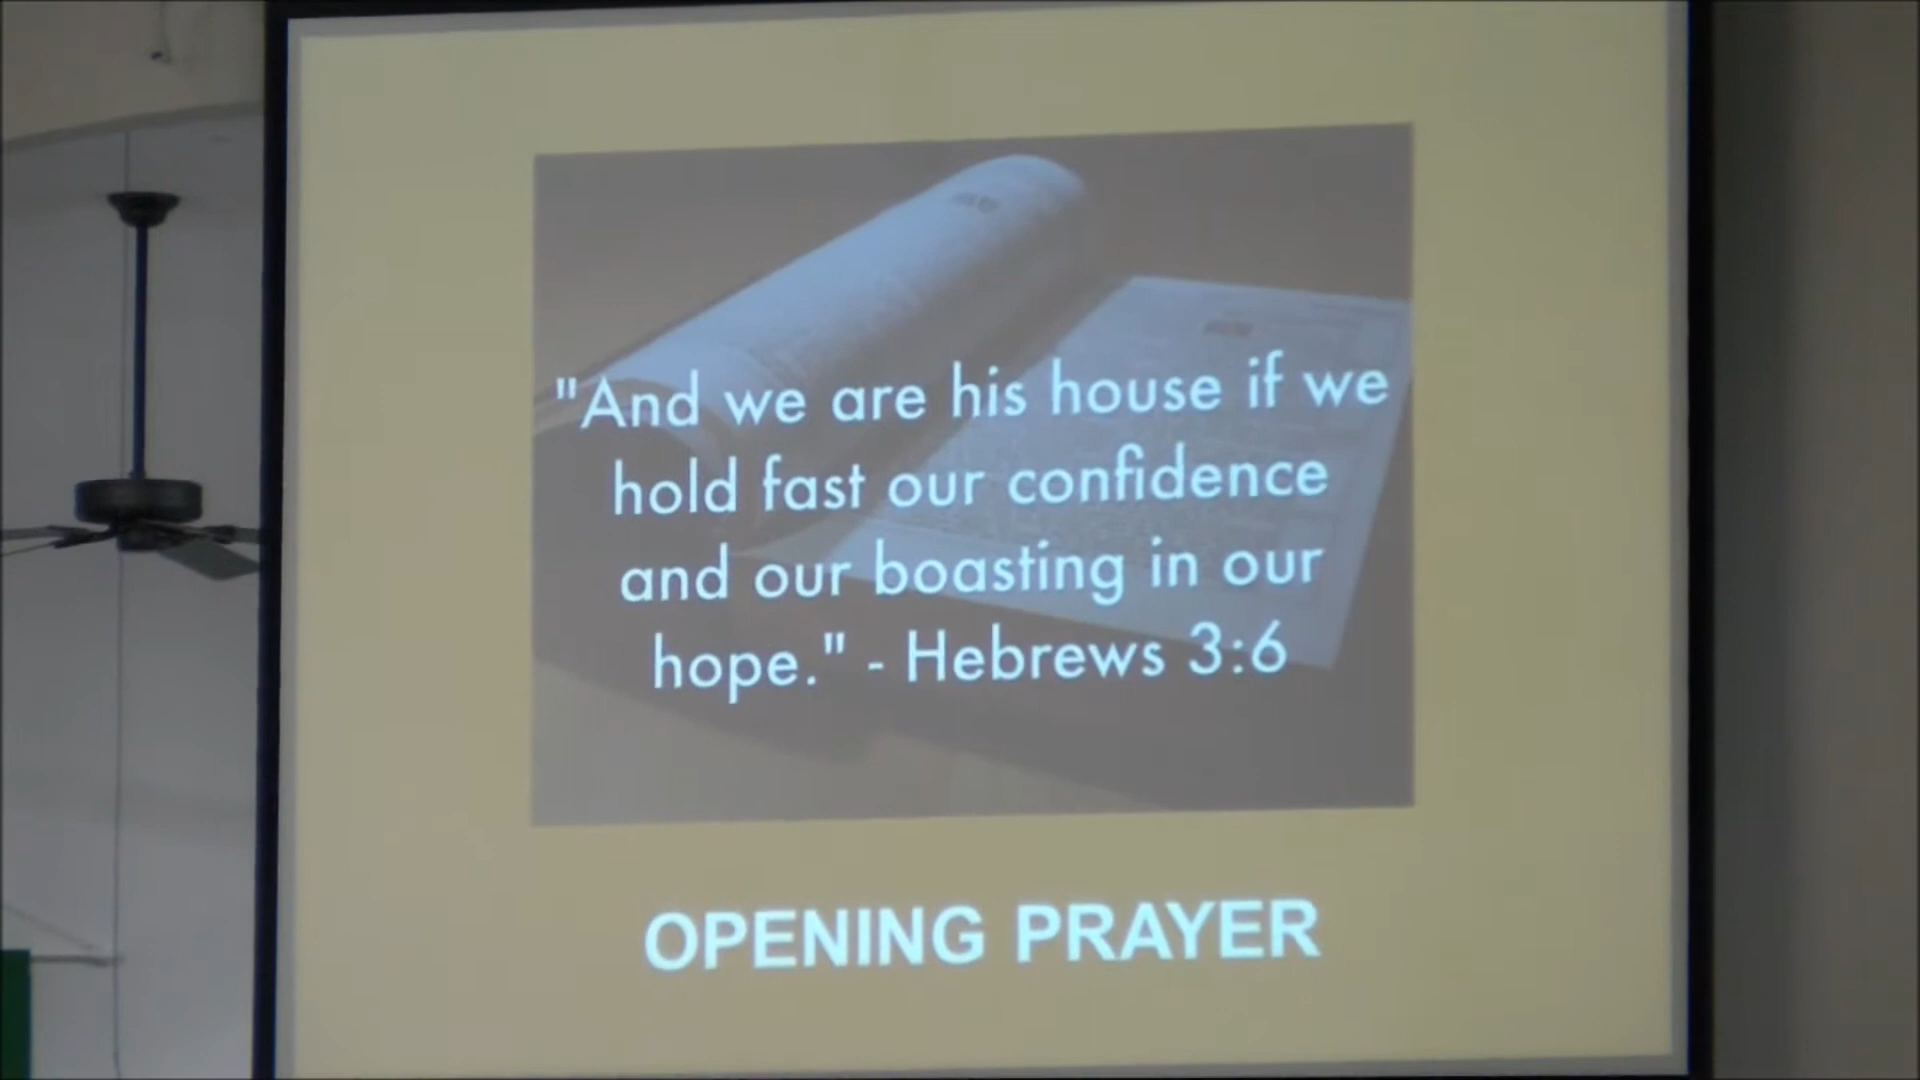 "And we are his house if we
hold fast our confidence
and our boasting in our
hope." - Hebrews 3:6
OPENING PRAYER